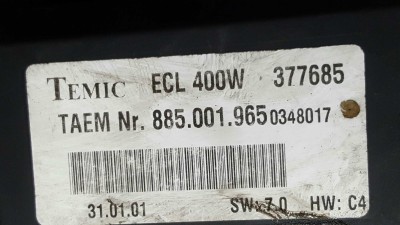 TEMIC ECL 400W 377685
TAEM Nr. 885.001.965 0348017
31.01.01 SW: 7.0 HW: C4